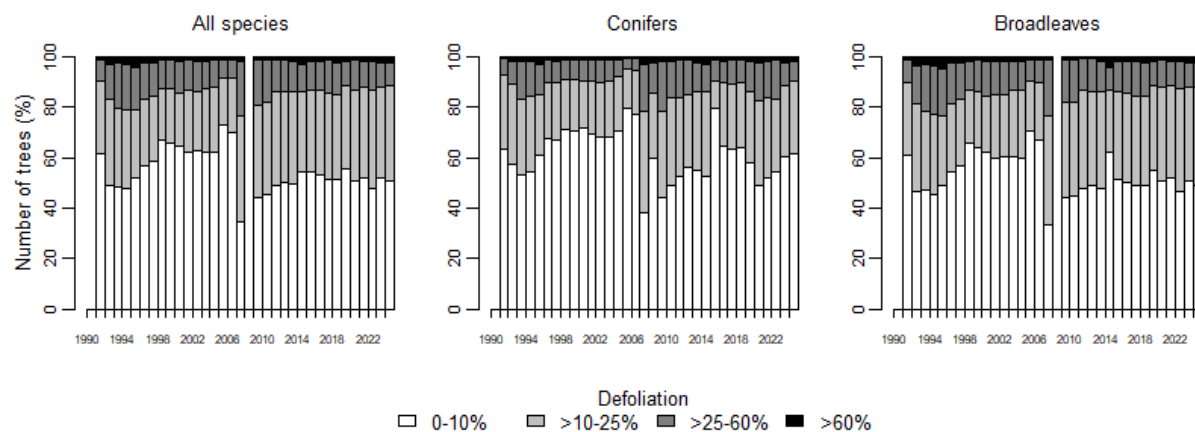 All species
Conifers
Broadleaves
Number of trees (%)
0 20 40 60 80 100
0 20 40 60 80 100
0 20 40 60 80 100
1990 1994 1998 2002 2006 2010 2014 2018 2022
1990 1994 1998 2002 2006 2010 2014 2018 2022
1990 1994 1998 2002 2006 2010 2014 2018 2022
Defoliation
0-10% >10-25% >25-60% >60%